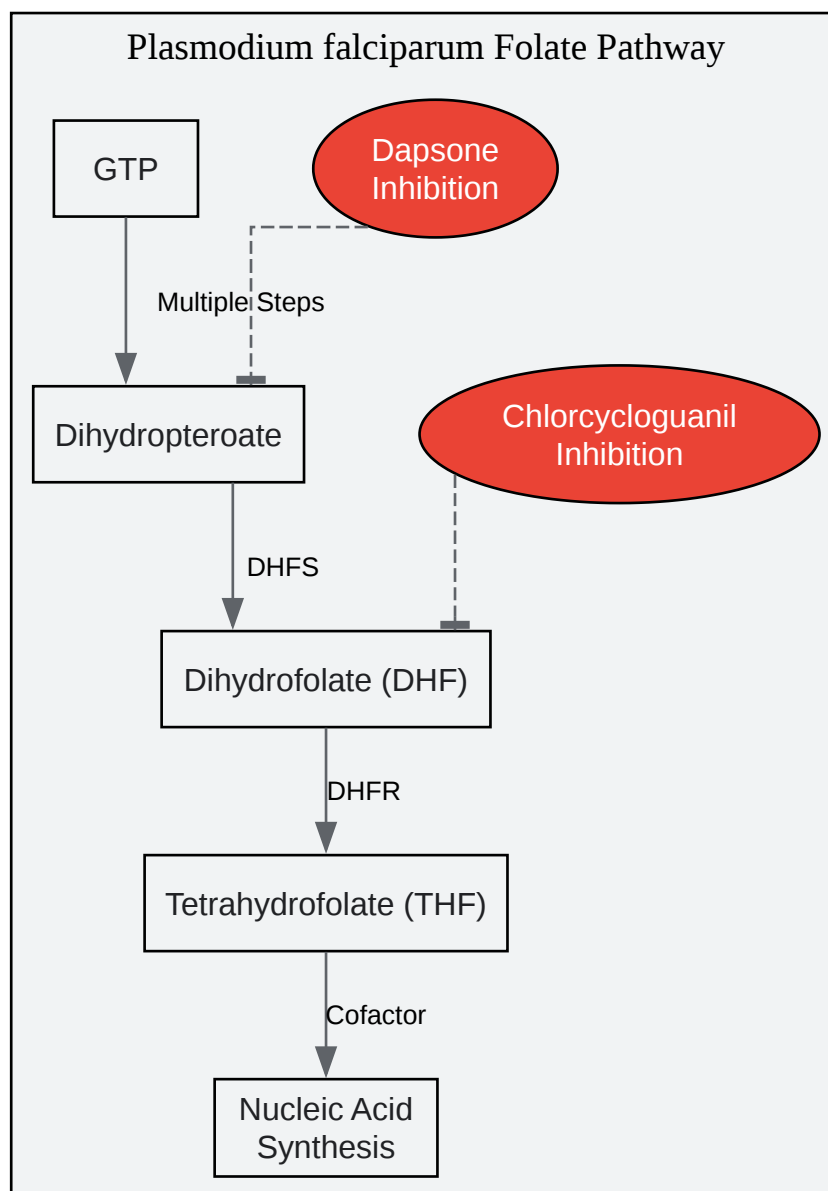 Plasmodium falciparum Folate Pathway
GTP
Dapsone
Inhibition
Multiple Steps
Dihydropteroate
Chlorcycloguanil
Inhibition
DHFS
Dihydrofolate (DHF)
DHFR
Tetrahydrofolate (THF)
Cofactor
Nucleic Acid
Synthesis